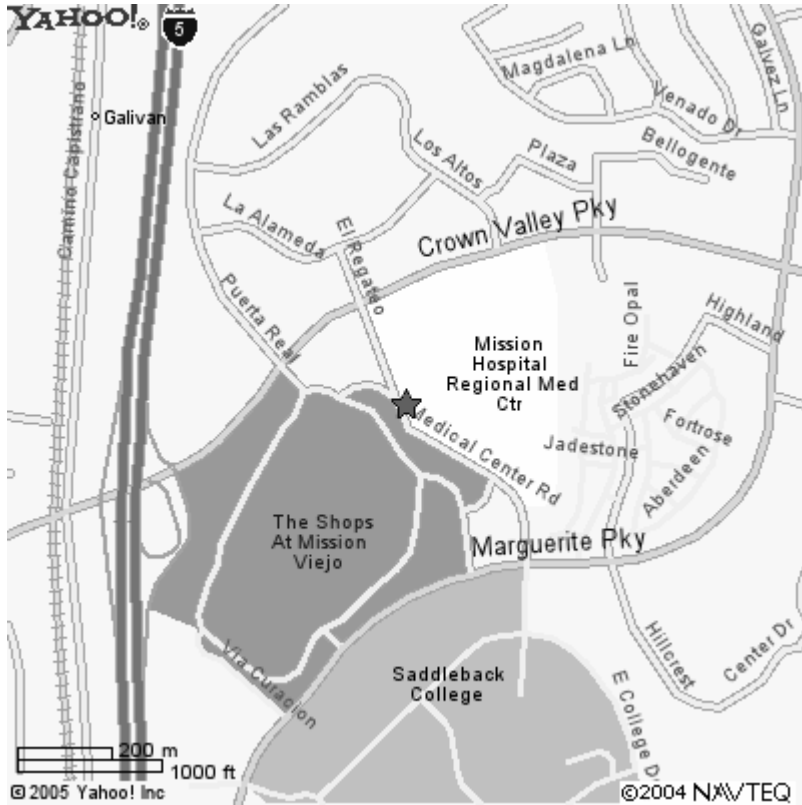 YAHOO!®
5
Galivan
Camino Capistrano
Las Ramblas
Los Altos
La Alameda
El Regateo
Puerta Real
Magdalena Ln
Venado Dr
Galvez Ln
Plaza
Bellogente
Crown Valley Pky
Fire Opal
Highland
Stonehaven
Fortrose
Jadestone
Aberdeen
Mission
Hospital
Regional Med
Ctr
Medical Center Rd
The Shops
At Mission
Viejo
Marguerite Pky
Via Curacion
Saddleback
College
Hillcrest
Center Dr
E College Dr
200 m
1000 ft
© 2005 Yahoo! Inc
©2004 NAVTEQ